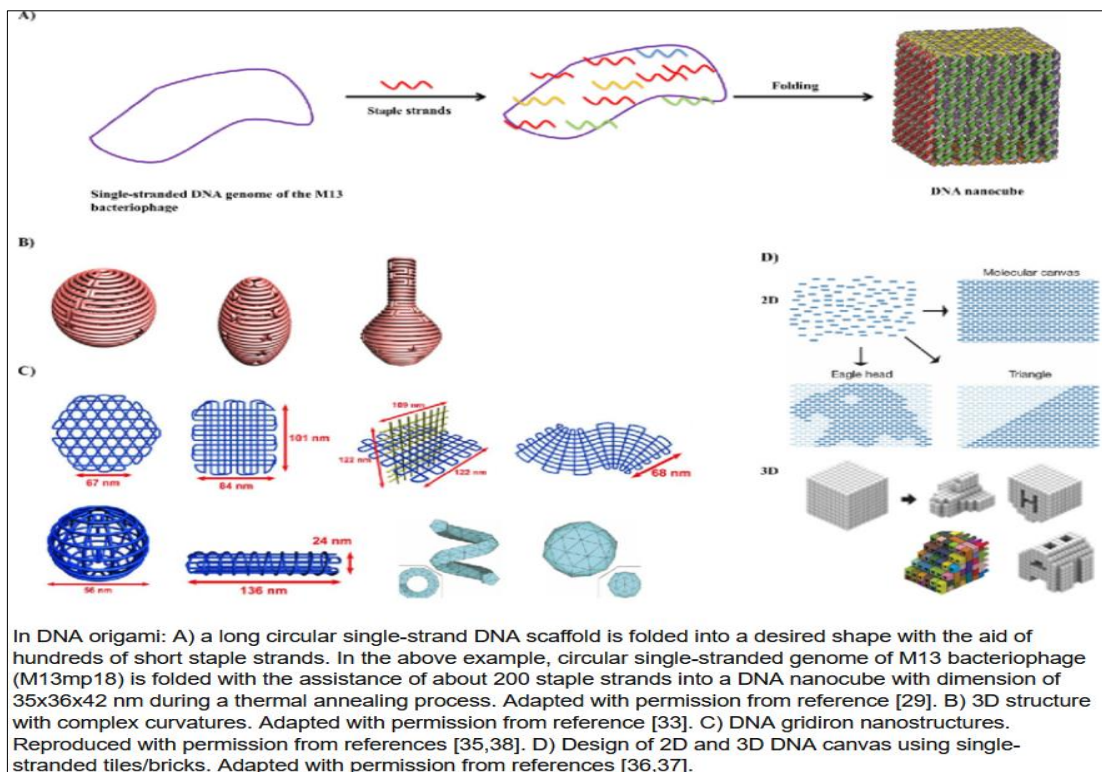 A)
Staple strands
Folding
Single-stranded DNA genome of the M13
bacteriophage
DNA nanocube
B)
D)
Molecular canvas
2D
Eagle head
Triangle
C)
189 nm
101 nm
122 nm
122 nm
67 nm
64 nm
68 nm
3D
H
24 nm
56 nm
136 nm
In DNA origami: A) a long circular single-strand DNA scaffold is folded into a desired shape with the aid of
hundreds of short staple strands. In the above example, circular single-stranded genome of M13 bacteriophage
(M13mp18) is folded with the assistance of about 200 staple strands into a DNA nanocube with dimension of
35x36x42 nm during a thermal annealing process. Adapted with permission from reference [29]. B) 3D structure
with complex curvatures. Adapted with permission from reference [33]. C) DNA gridiron nanostructures.
Reproduced with permission from references [35,38]. D) Design of 2D and 3D DNA canvas using single-
stranded tiles/bricks. Adapted with permission from references [36,37].